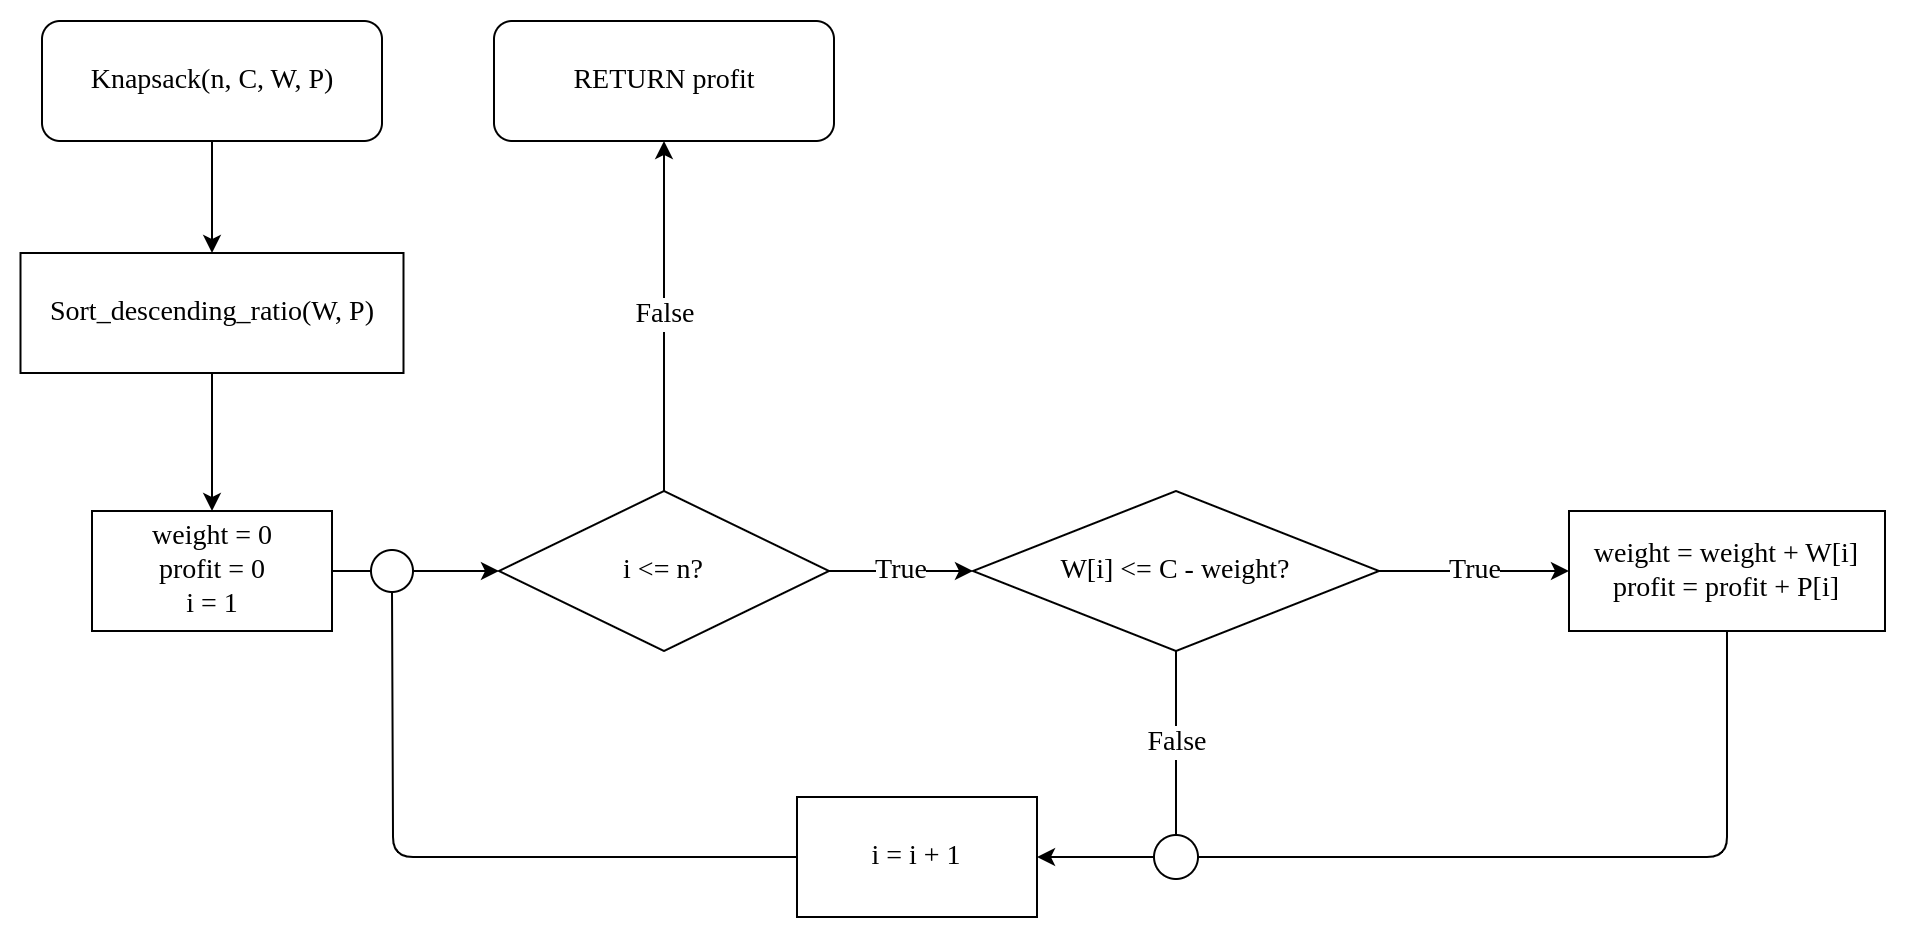 Knapsack(n, C, W, P)
RETURN profit
Sort_descending_ratio(W, P)
False
weight = 0
profit = 0
i = 1
i <= n?
True
W[i] <= C - weight?
True
weight = weight + W[i]
profit = profit + P[i]
False
i = i + 1